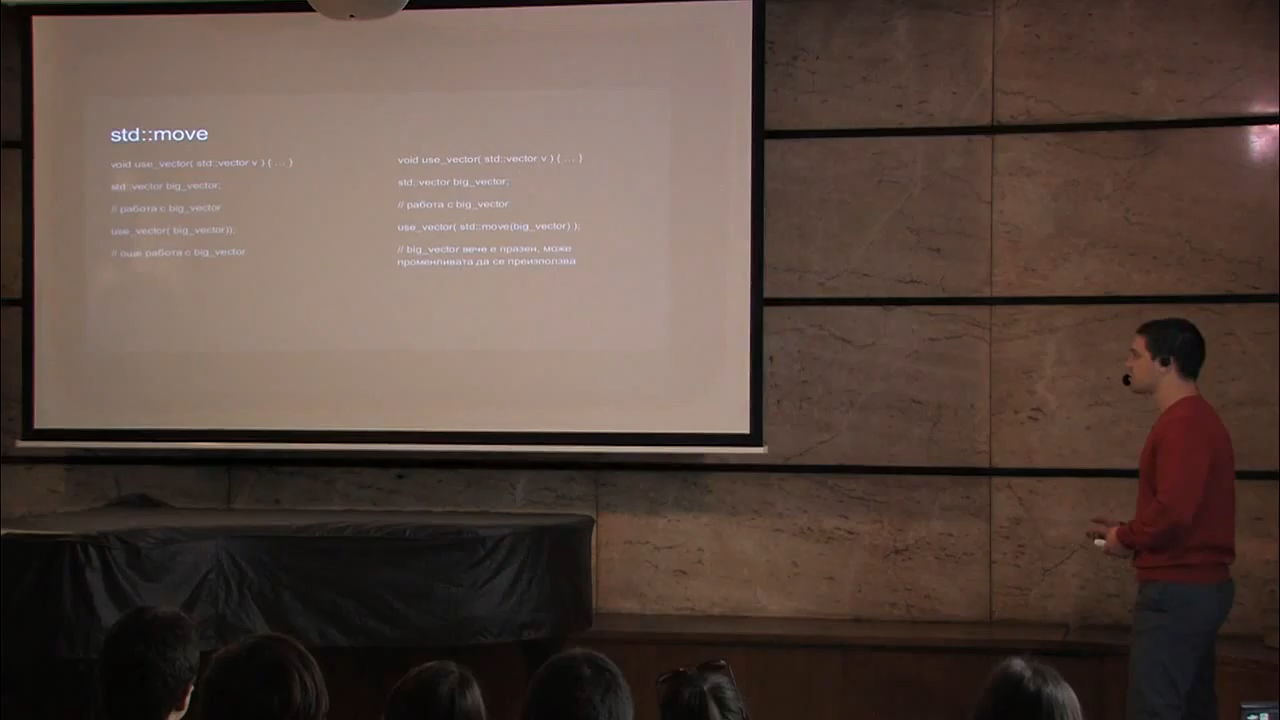 std::move
void use_vector( std::vector v ) { ... }
std::vector big_vector;
// работа с big_vector
use_vector( big_vector));
// още работа с big_vector
void use_vector( std::vector v ) { ... }
std::vector big_vector;
// работа с big_vector
use_vector( std::move(big_vector) );
// big_vector вече е празен, може
променливата да се преизползва